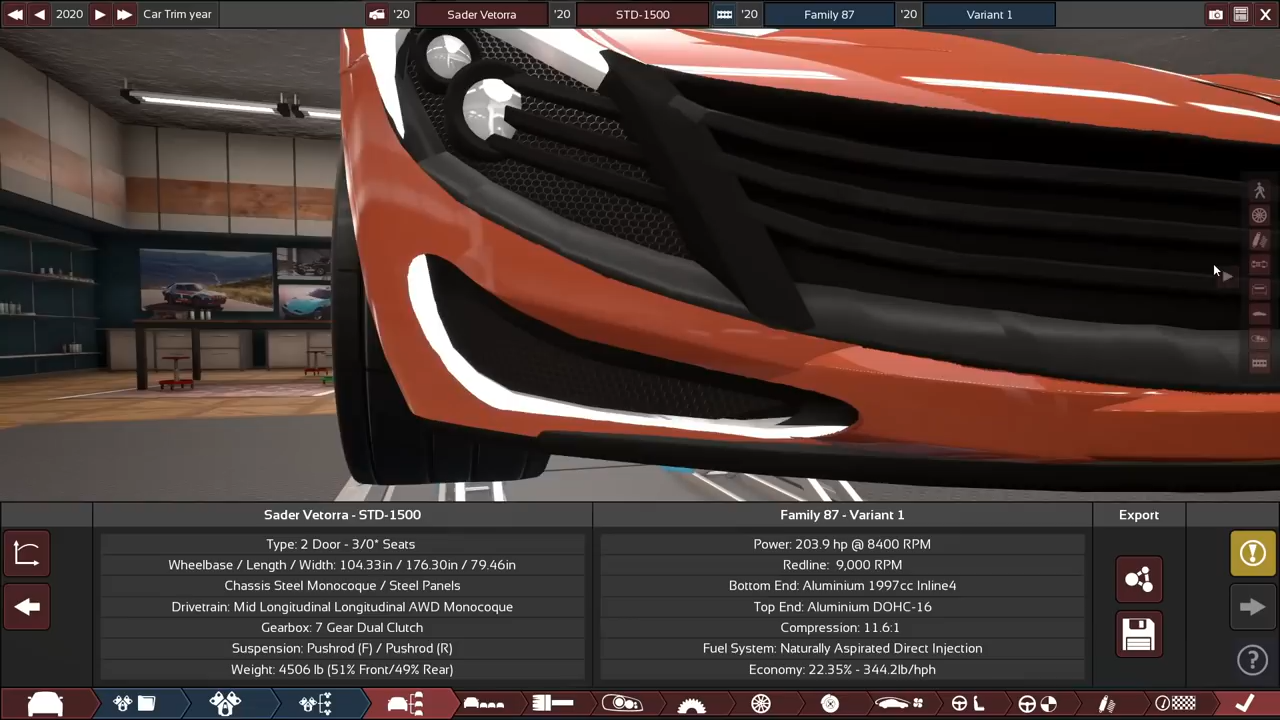 2020 Car Trim year '20 Sader Vetorra '20 STD-1500 '20 Family 87 '20 Variant 1
Sader Vetorra - STD-1500
Type: 2 Door - 3/0* Seats
Wheelbase / Length / Width: 104.33in / 176.30in / 79.46in
Chassis Steel Monocoque / Steel Panels
Drivetrain: Mid Longitudinal Longitudinal AWD Monocoque
Gearbox: 7 Gear Dual Clutch
Suspension: Pushrod (F) / Pushrod (R)
Weight: 4506 lb (51% Front/49% Rear)
Family 87 - Variant 1
Power: 203.9 hp @ 8400 RPM
Redline: 9,000 RPM
Bottom End: Aluminium 1997cc Inline4
Top End: Aluminium DOHC-16
Compression: 11.6:1
Fuel System: Naturally Aspirated Direct Injection
Economy: 22.35% - 344.2lb/hph
Export